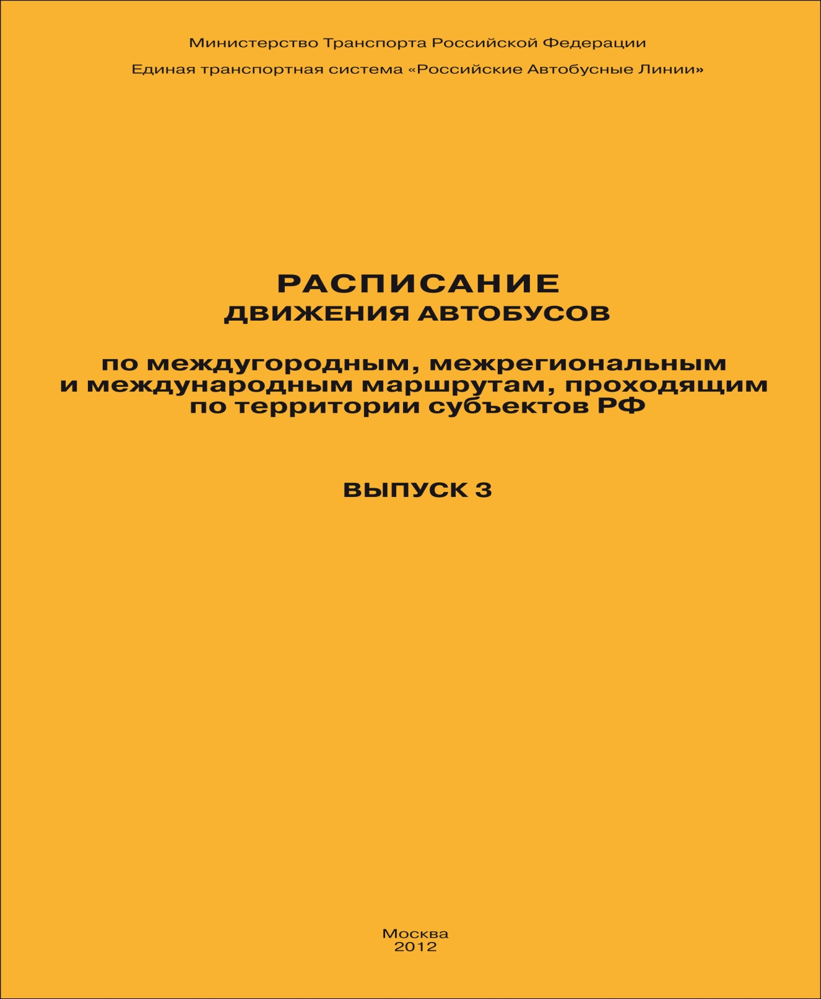 Министерство Транспорта Российской Федерации
Единая транспортная система «Российские Автобусные Линии»
РАСПИСАНИЕ
ДВИЖЕНИЯ АВТОБУСОВ
по междугородным, межрегиональным
и международным маршрутам, проходящим
по территории субъектов РФ
ВЫПУСК 3
Москва
2012